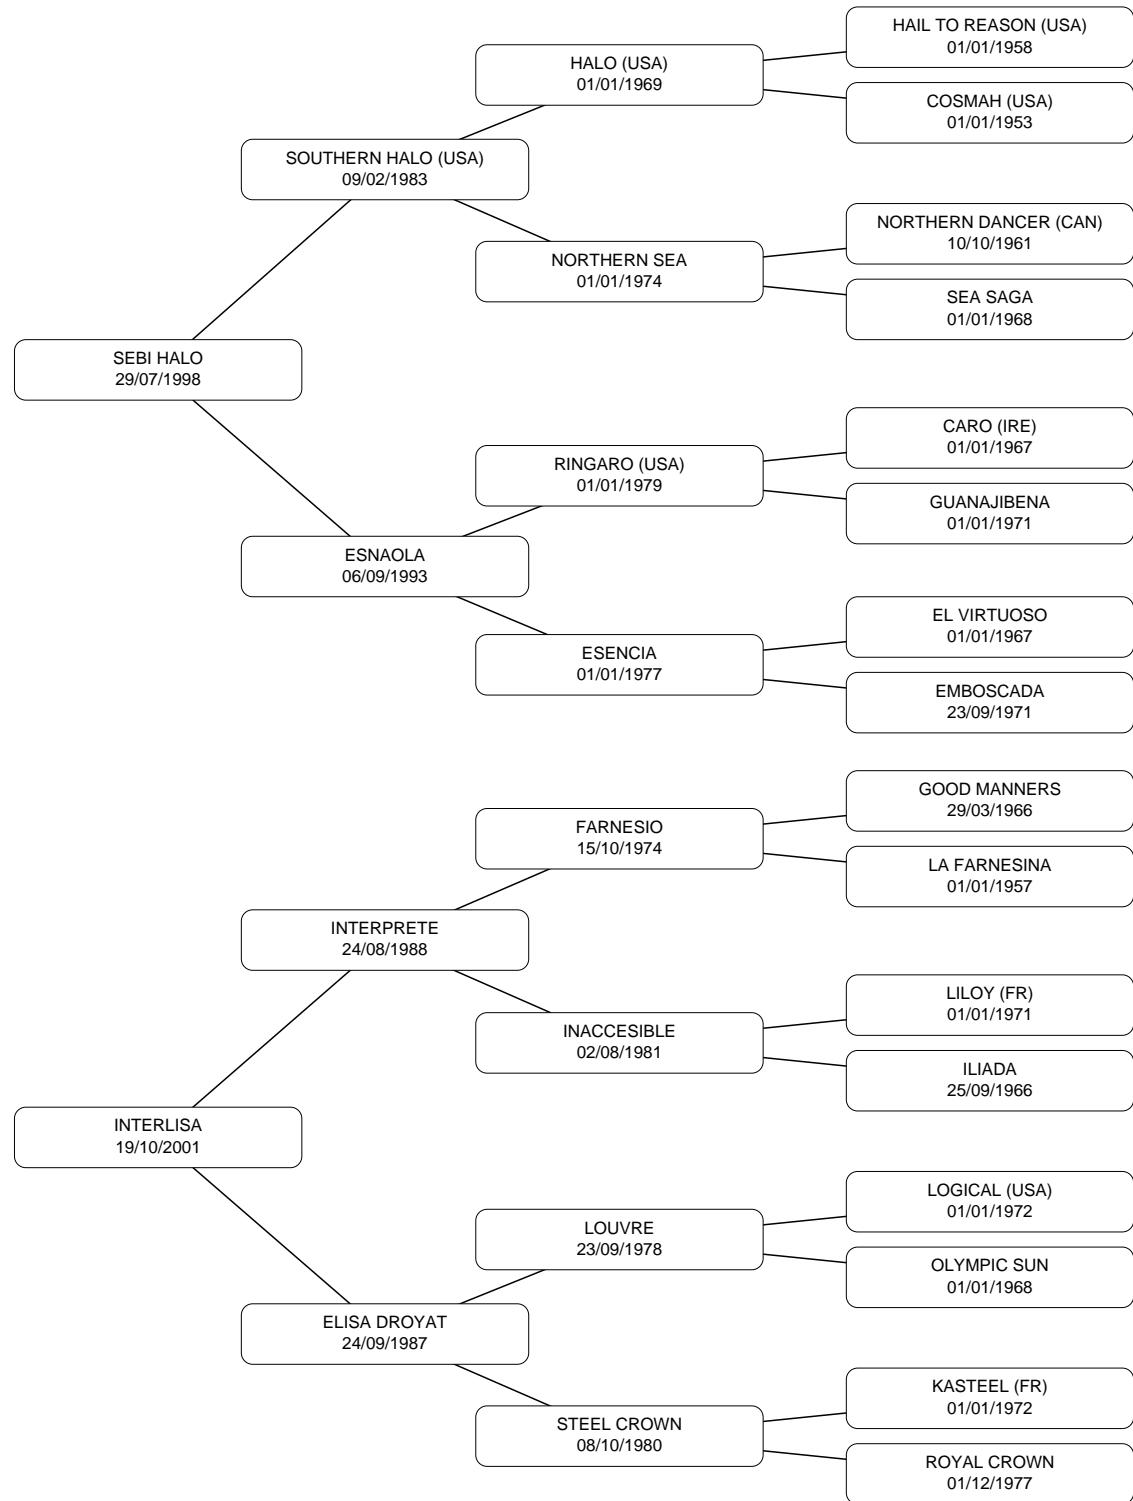 HAIL TO REASON (USA)
01/01/1958
HALO (USA)
01/01/1969
COSMAH (USA)
01/01/1953
SOUTHERN HALO (USA)
09/02/1983
NORTHERN DANCER (CAN)
10/10/1961
NORTHERN SEA
01/01/1974
SEA SAGA
01/01/1968
SEBI HALO
29/07/1998
CARO (IRE)
01/01/1967
RINGARO (USA)
01/01/1979
GUANAJIBENA
01/01/1971
ESNAOLA
06/09/1993
EL VIRTUOSO
01/01/1967
ESENCIA
01/01/1977
EMBOSCADA
23/09/1971
GOOD MANNERS
29/03/1966
FARNESIO
15/10/1974
LA FARNESINA
01/01/1957
INTERPRETE
24/08/1988
LILOY (FR)
01/01/1971
INACCESIBLE
02/08/1981
ILIADA
25/09/1966
INTERLISA
19/10/2001
LOGICAL (USA)
01/01/1972
LOUVRE
23/09/1978
OLYMPIC SUN
01/01/1968
ELISA DROYAT
24/09/1987
KASTEEL (FR)
01/01/1972
STEEL CROWN
08/10/1980
ROYAL CROWN
01/12/1977